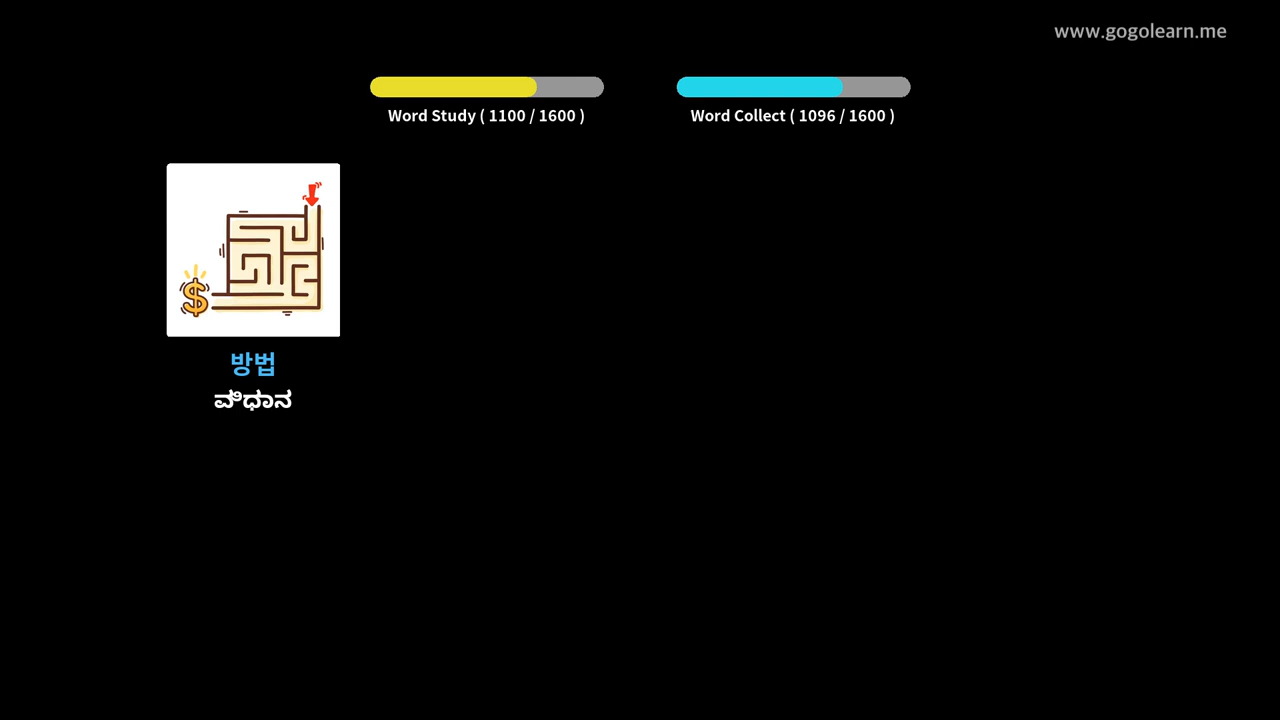 www.gogolearn.me
Word Study ( 1100 / 1600 )
Word Collect ( 1096 / 1600 )
방법
ವಿಧಾನ